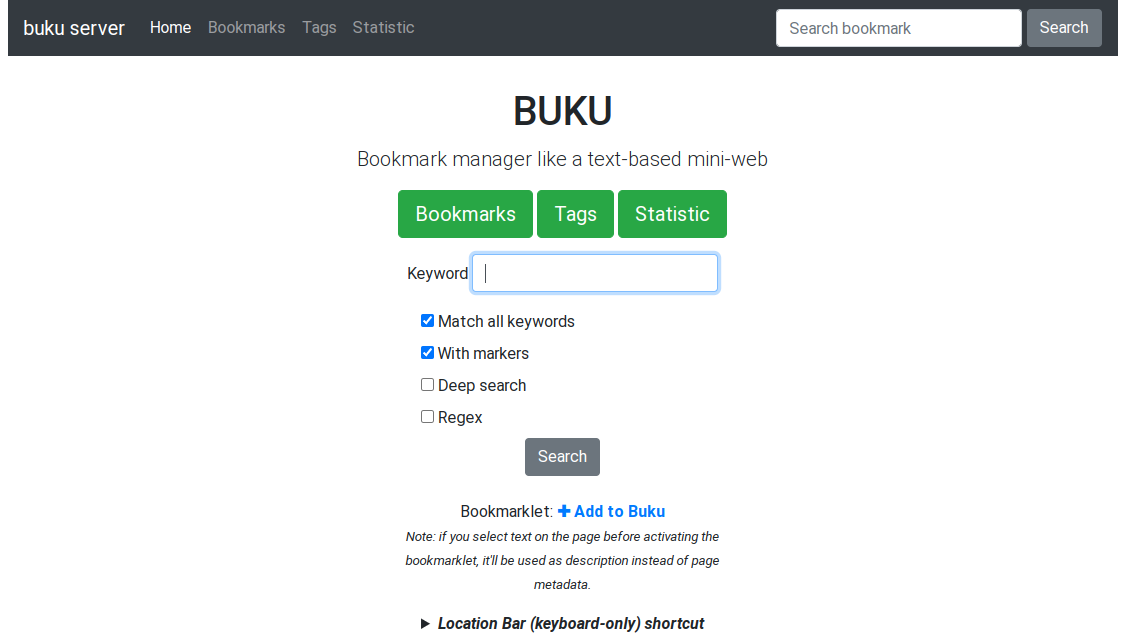 buku server Home Bookmarks Tags Statistic Search bookmark Search
BUKU
Bookmark manager like a text-based mini-web
Bookmarks Tags Statistic
Keyword
Match all keywords
With markers
Deep search
Regex
Search
Bookmarklet: ✚ Add to Buku
Note: if you select text on the page before activating the
bookmarklet, it'll be used as description instead of page
metadata.
Location Bar (keyboard-only) shortcut